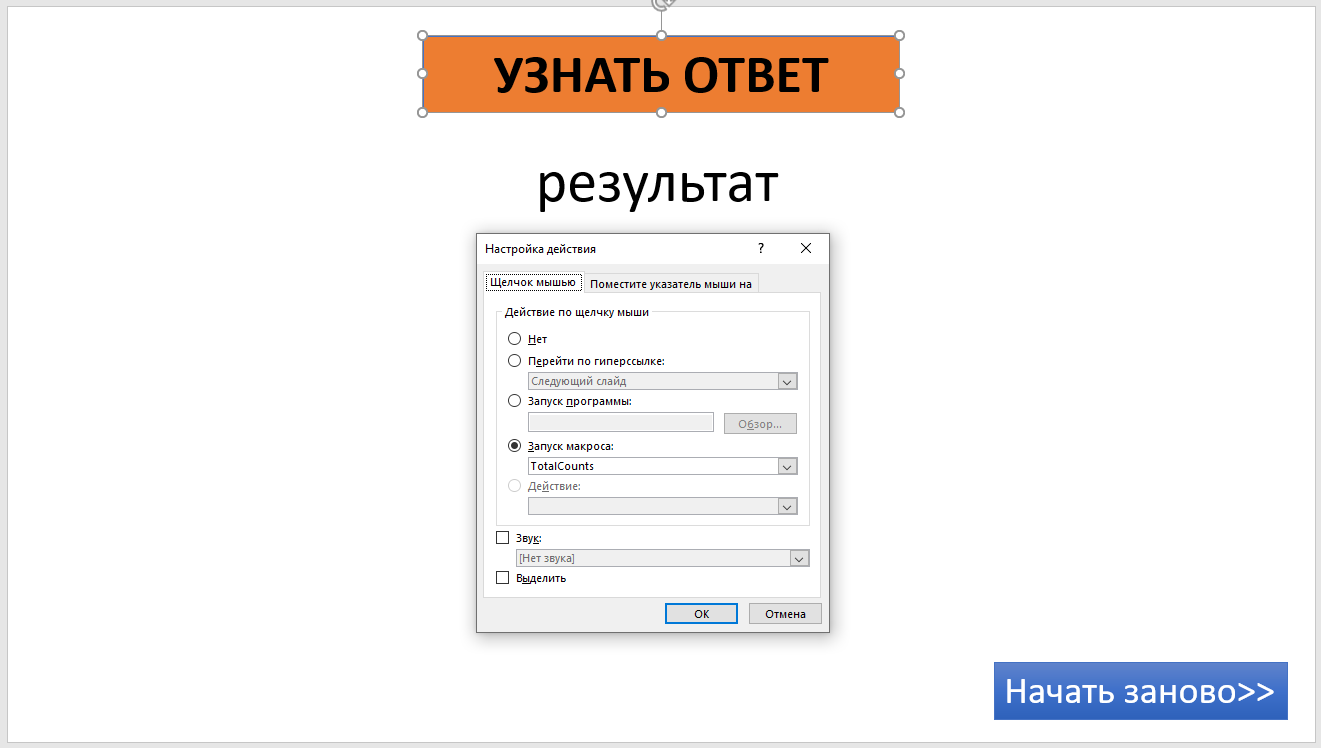 УЗНАТЬ ОТВЕТ
результат
Настройка действия
?
Щелчок мышью
Поместите указатель мыши на
Действие по щелчку мыши
Нет
Перейти по гиперссылке:
Следующий слайд
Запуск программы:
Обзор...
Запуск макроса:
TotalCounts
Действие:
Звук:
[Нет звука]
Выделить
ОК
Отмена
Начать заново>>